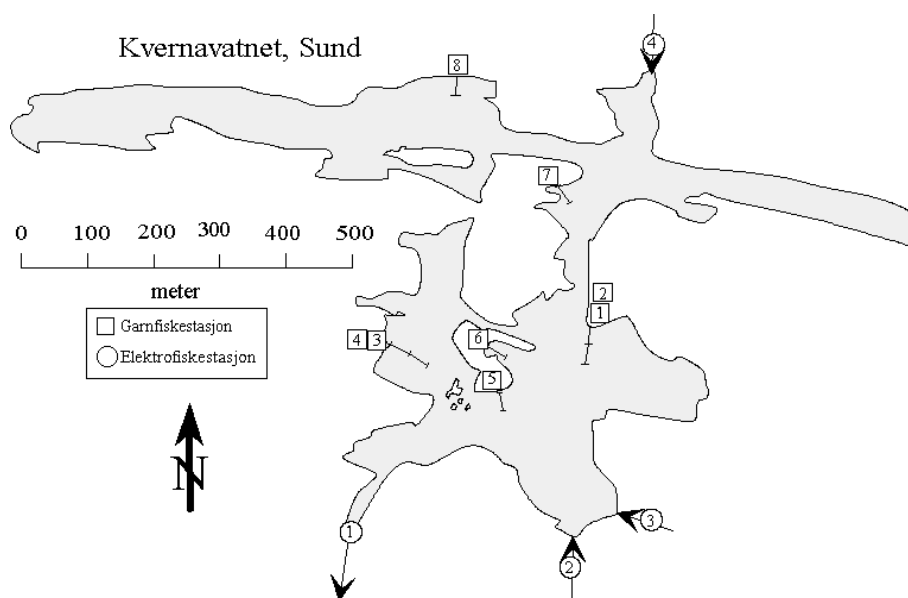 Kvernavatnet, Sund
8
4
7
0 100 200 300 400 500
meter
Garnfiskestasjon
Elektrofiskestasjon
2
1
4 3
6
5
N
1
3
2